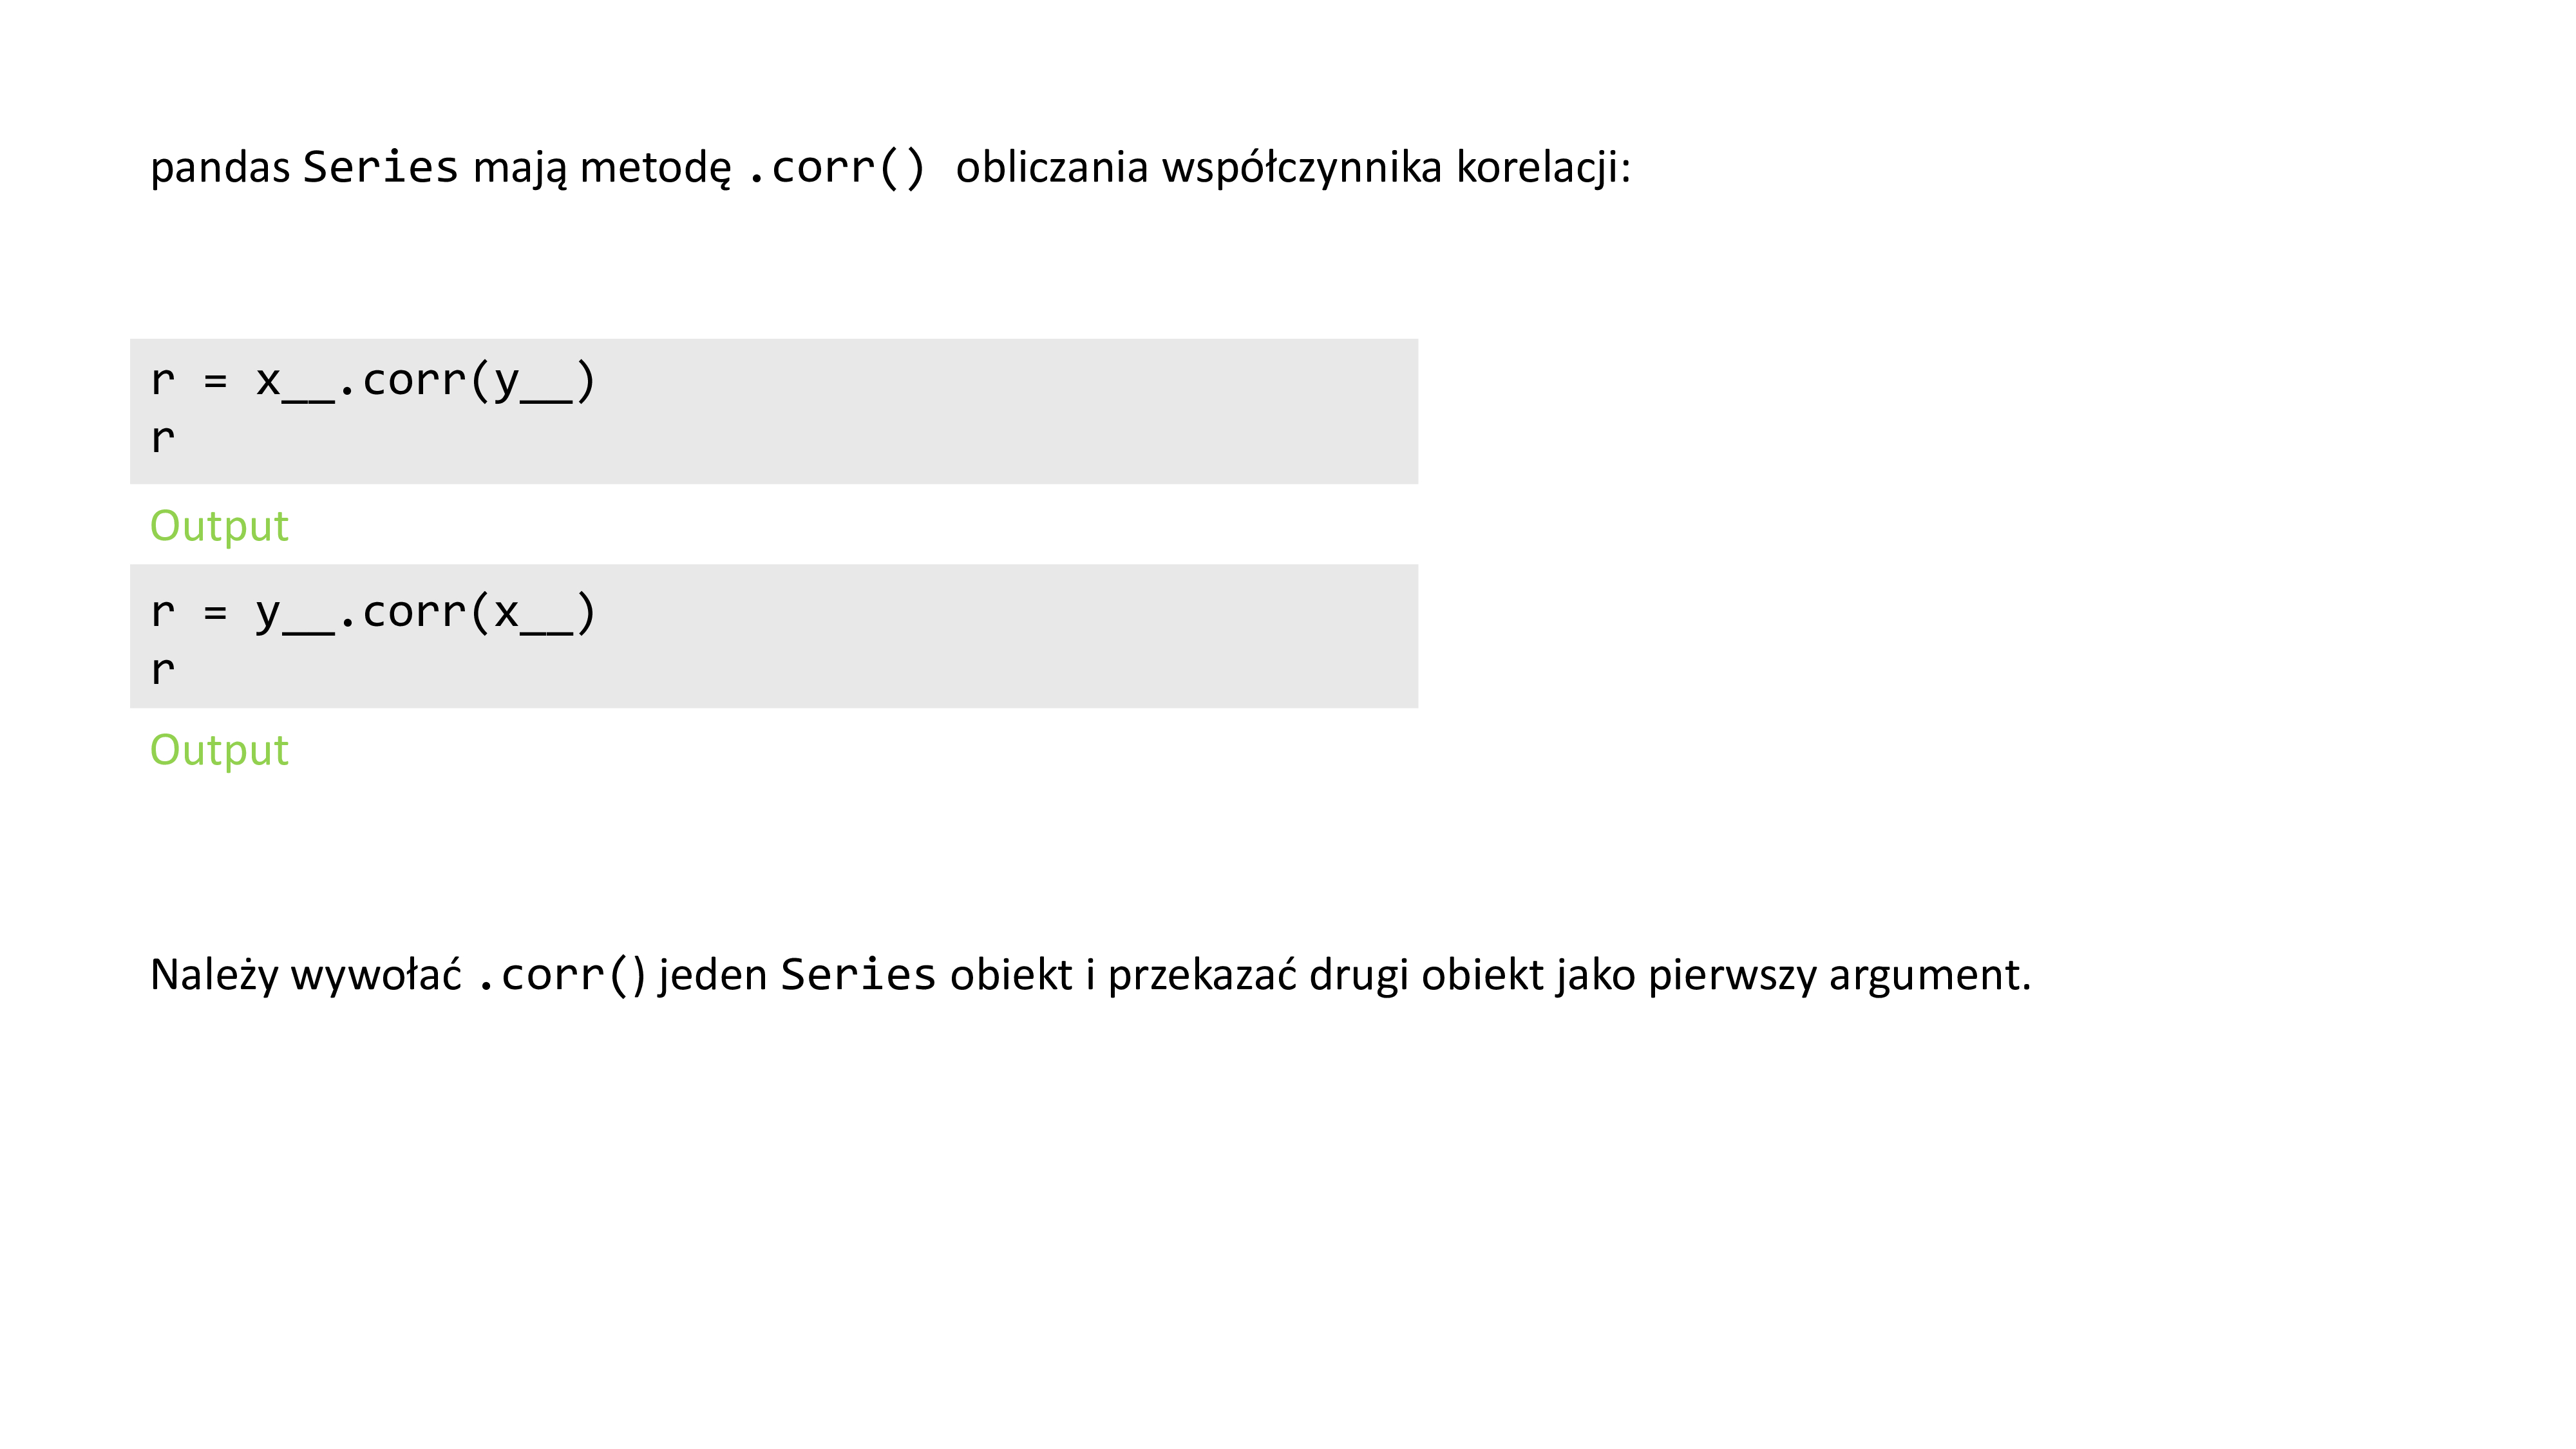 pandas Series mają metodę .corr() obliczania współczynnika korelacji:
r = x__.corr(y__)
r
Output
r = y__.corr(x__)
r
Output
Należy wywołać .corr() jeden Series obiekt i przekazać drugi obiekt jako pierwszy argument.